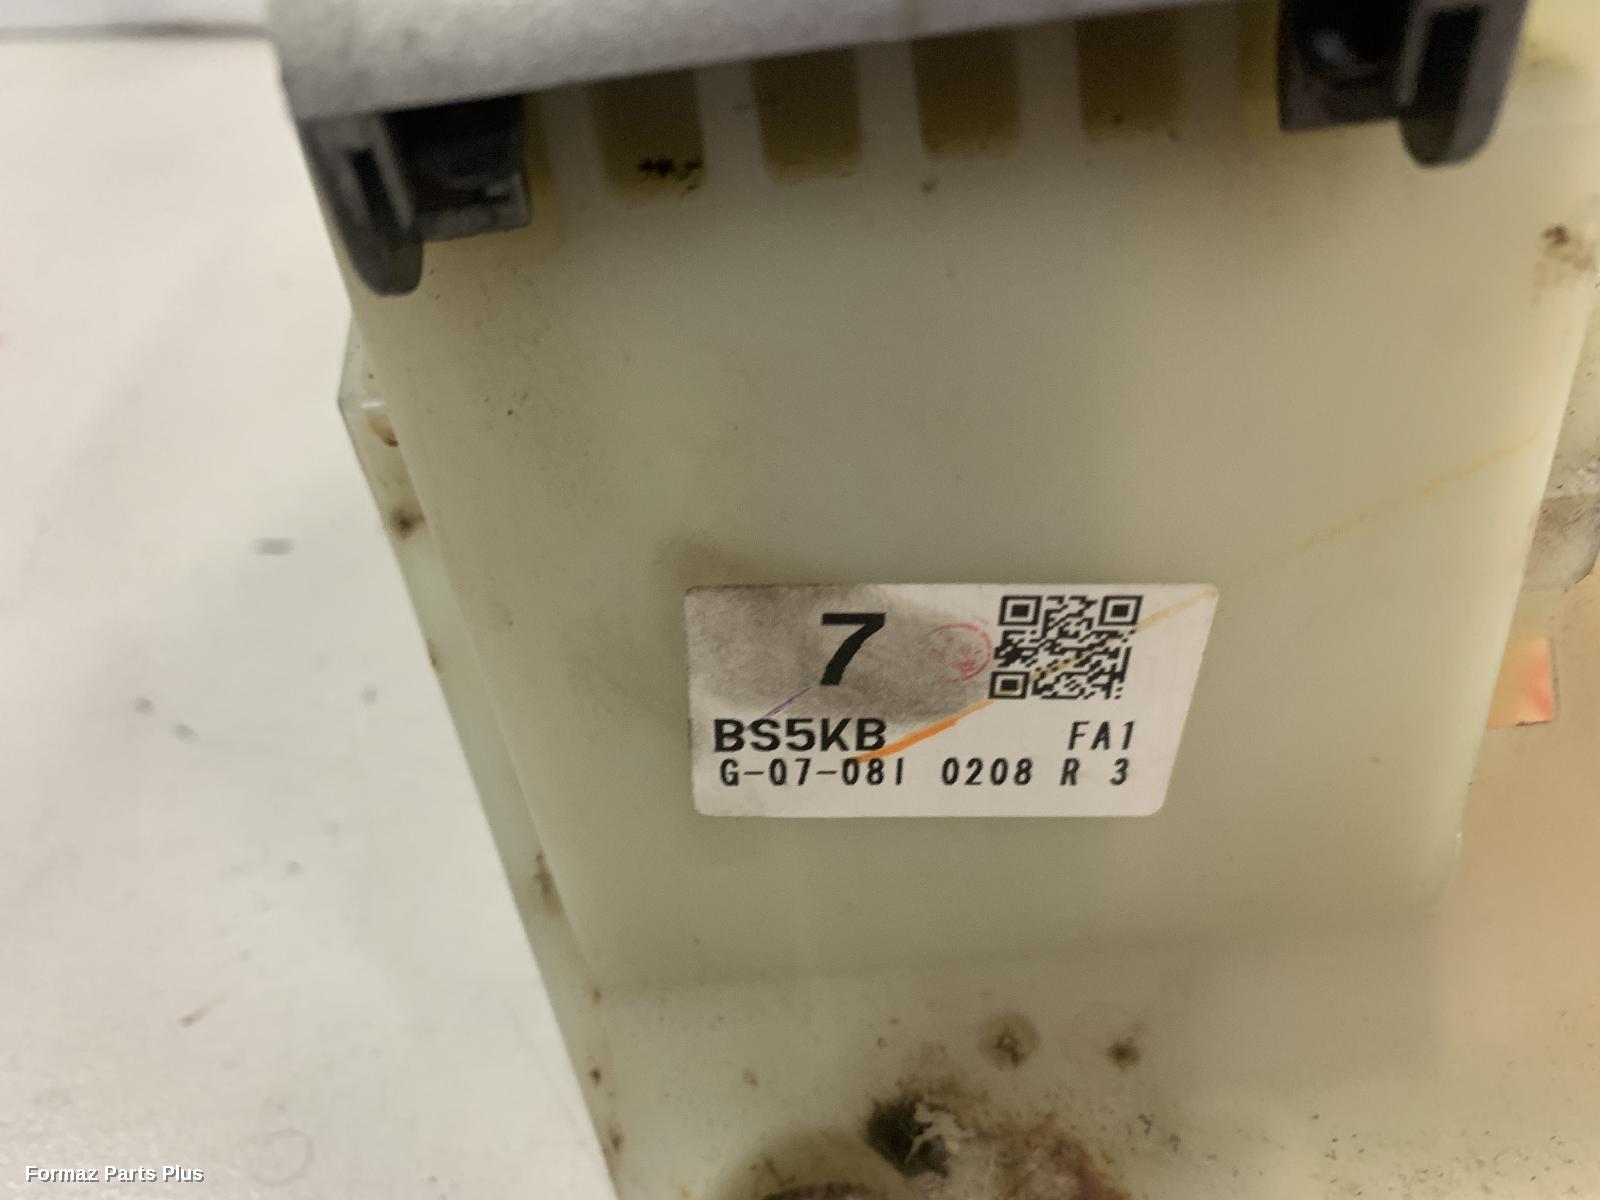 7
BS5KB FA1
G-07-081 0208 R 3
Formaz Parts Plus